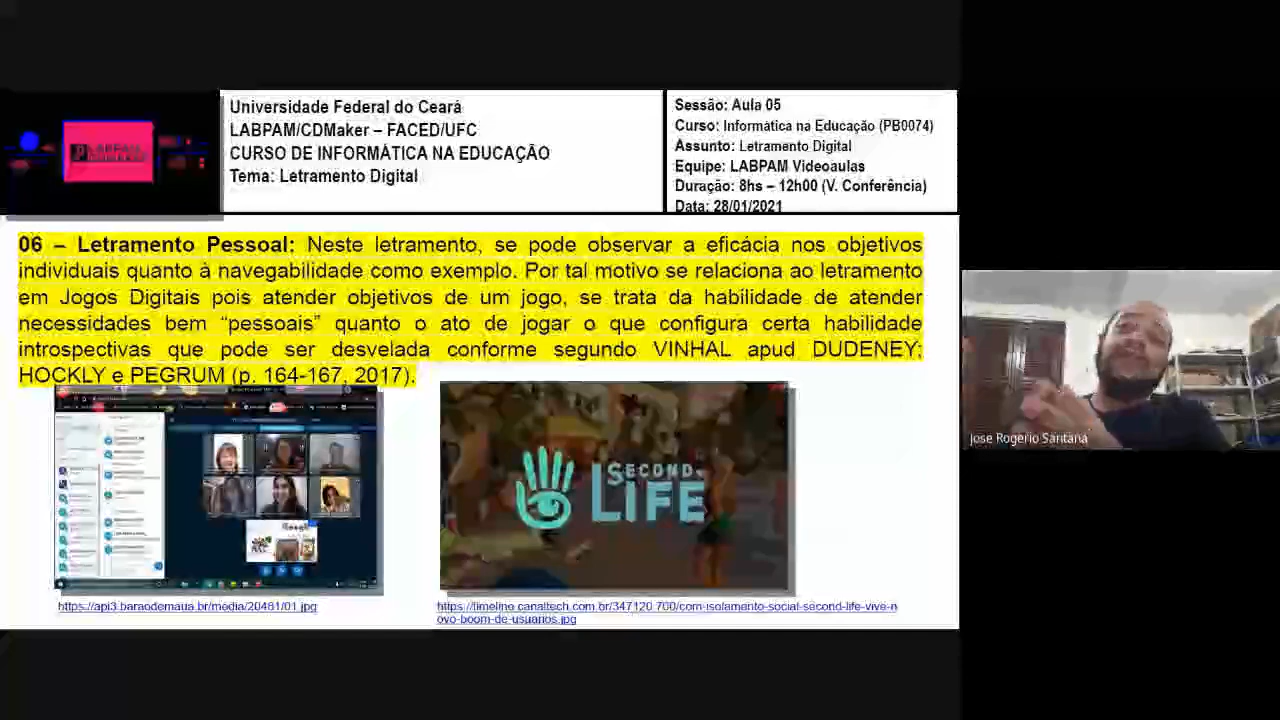 Universidade Federal do Ceará
LABPAM/CDMaker – FACED/UFC
CURSO DE INFORMÁTICA NA EDUCAÇÃO
Tema: Letramento Digital
Sessão: Aula 05
Curso: Informática na Educação (PB0074)
Assunto: Letramento Digital
Equipe: LABPAM Videoaulas
Duração: 8hs – 12h00 (V. Conferência)
Data: 28/01/2021
06 – Letramento Pessoal: Neste letramento, se pode observar a eficácia nos objetivos
individuais quanto à navegabilidade como exemplo. Por tal motivo se relaciona ao letramento
em Jogos Digitais pois atender objetivos de um jogo, se trata da habilidade de atender
necessidades bem “pessoais” quanto o ato de jogar o que configura certa habilidade
introspectivas que pode ser desvelada conforme segundo VINHAL apud DUDENEY;
HOCKLY e PEGRUM (p. 164-167, 2017).
SECOND
LIFE
https://api3.baraodemaua.br/media/20481/01.jpg
https://timeline.canaltech.com.br/347120.700/com-isolamento-social-second-life-vive-n
ovo-boom-de-usuarios.jpg
Jose Rogerio Santana